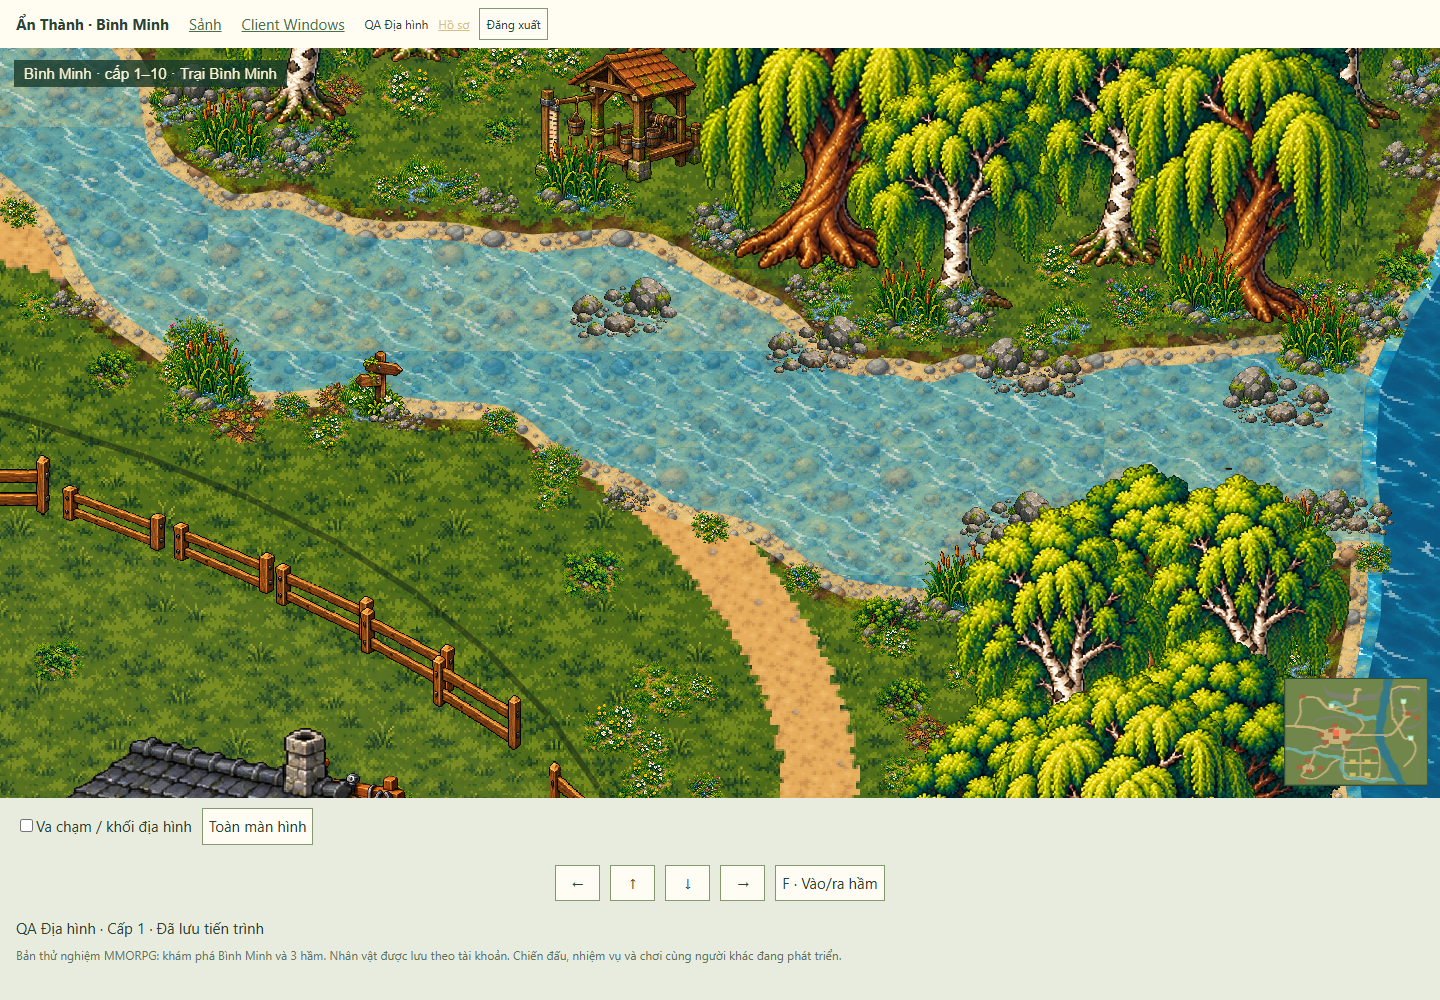 Ẩn Thành · Bình Minh Sảnh Client Windows QA Địa hình Hồ sơ Đăng xuất
Bình Minh · cấp 1–10 · Trại Bình Minh
Va chạm / khối địa hình Toàn màn hình
← ↑ ↓ → F · Vào/ra hầm
QA Địa hình · Cấp 1 · Đã lưu tiến trình
Bản thử nghiệm MMORPG: khám phá Bình Minh và 3 hầm. Nhân vật được lưu theo tài khoản. Chiến đấu, nhiệm vụ và chơi cùng người khác đang phát triển.